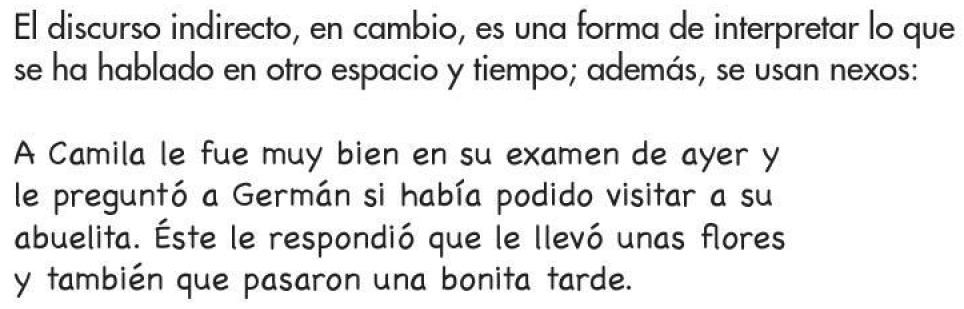 El discurso indirecto, en cambio, es una forma de interpretar lo que
se ha hablado en otro espacio y tiempo; además, se usan nexos:
A Camila le fue muy bien en su examen de ayer y
le preguntó a Germán si había podido visitar a su
abuelita. Éste le respondió que le llevó unas flores
y también que pasaron una bonita tarde.